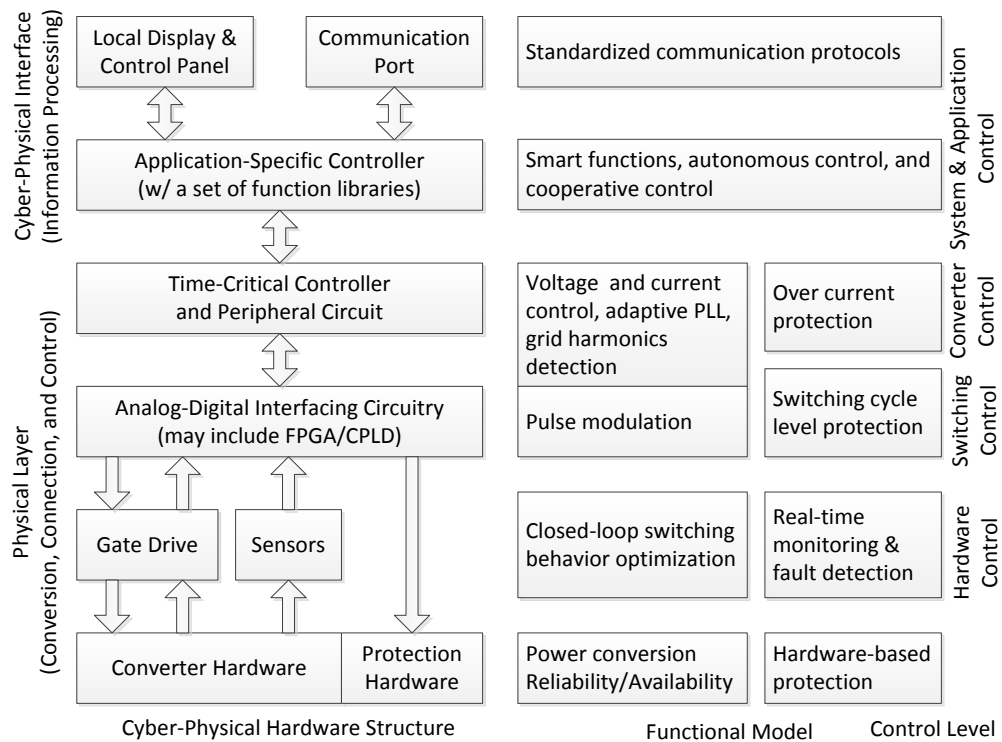 Cyber-Physical Interface
(Information Processing)
Physical Layer
(Conversion, Connection, and Control)
Local Display &
Control Panel
Communication
Port
Application-Specific Controller
(w/ a set of function libraries)
Time-Critical Controller
and Peripheral Circuit
Analog-Digital Interfacing Circuitry
(may include FPGA/CPLD)
Gate Drive
Sensors
Converter Hardware
Protection
Hardware
Cyber-Physical Hardware Structure
Standardized communication protocols
Smart functions, autonomous control, and
cooperative control
Voltage and current
control, adaptive PLL,
grid harmonics
detection
Over current
protection
Pulse modulation
Switching cycle
level protection
Closed-loop switching
behavior optimization
Real-time
monitoring &
fault detection
Power conversion
Reliability/Availability
Hardware-based
protection
Functional Model
System & Application
Control
Converter
Control
Switching
Control
Hardware
Control
Control Level